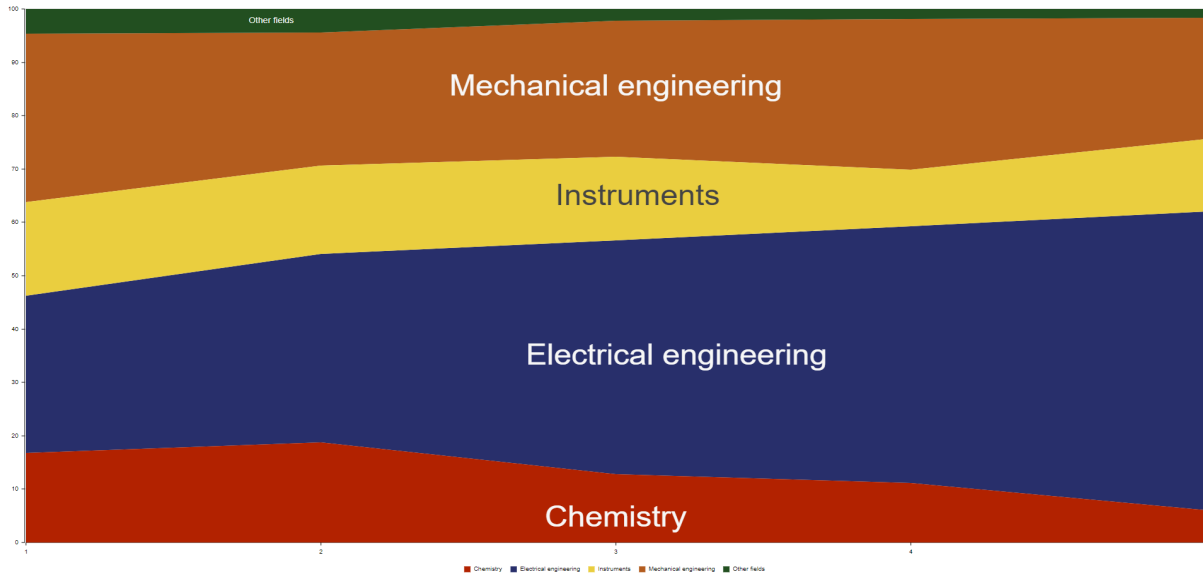 100
90
80
70
60
50
40
30
20
10
0
Other fields
Mechanical engineering
Instruments
Electrical engineering
Chemistry
1 2 3 4
Chemistry Electrical engineering Instruments Mechanical engineering Other fields